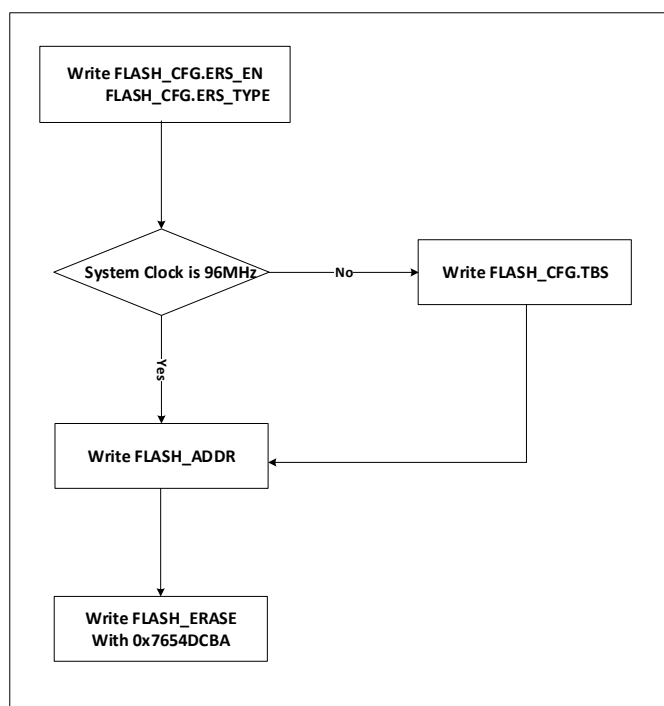 Write FLASH_CFG.ERS_EN
FLASH_CFG.ERS_TYPE
System Clock is 96MHz
No
Write FLASH_CFG.TBS
Yes
Write FLASH_ADDR
Write FLASH_ERASE
With 0x7654DCBA